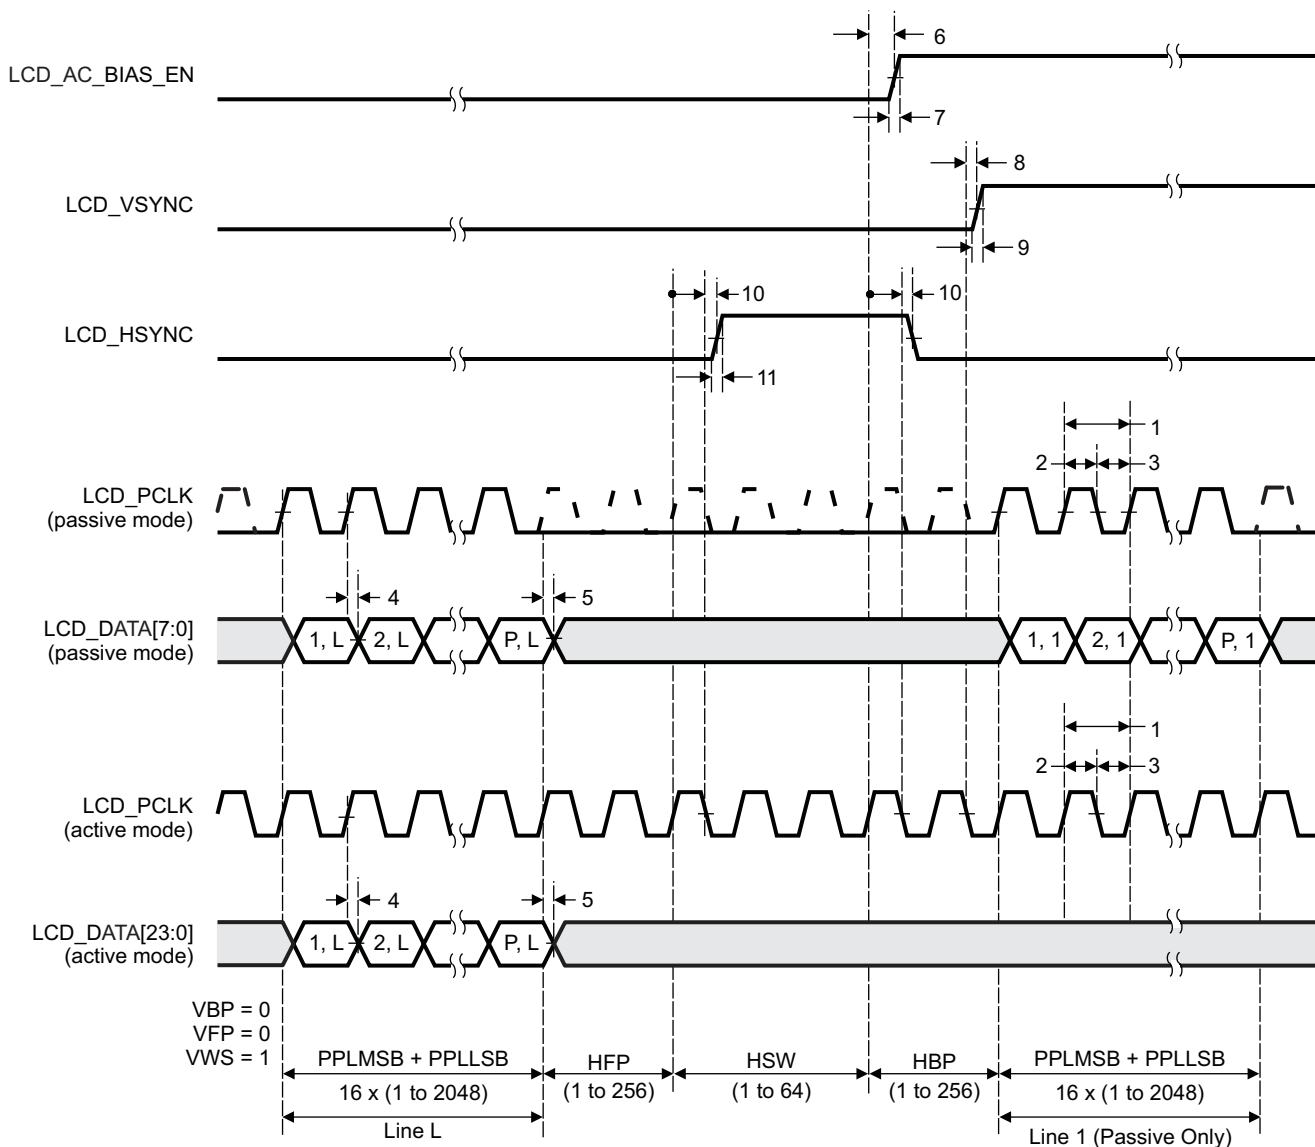 6
LCD_AC_BIAS_EN
7
8
LCD_VSYNC
9
10 10
LCD_HSYNC
11
1
2 3
LCD_PCLK
(passive mode)
4 5
LCD_DATA[7:0]
(passive mode)
1, L 2, L P, L 1, 1 2, 1 P, 1
1
2 3
LCD_PCLK
(active mode)
4 5
LCD_DATA[23:0]
(active mode)
1, L 2, L P, L
VBP = 0
VFP = 0
VWS = 1
PPLMSB + PPLLSB HFP HSW HBP PPLMSB + PPLLSB
16 x (1 to 2048) (1 to 256) (1 to 64) (1 to 256) 16 x (1 to 2048)
Line L Line 1 (Passive Only)